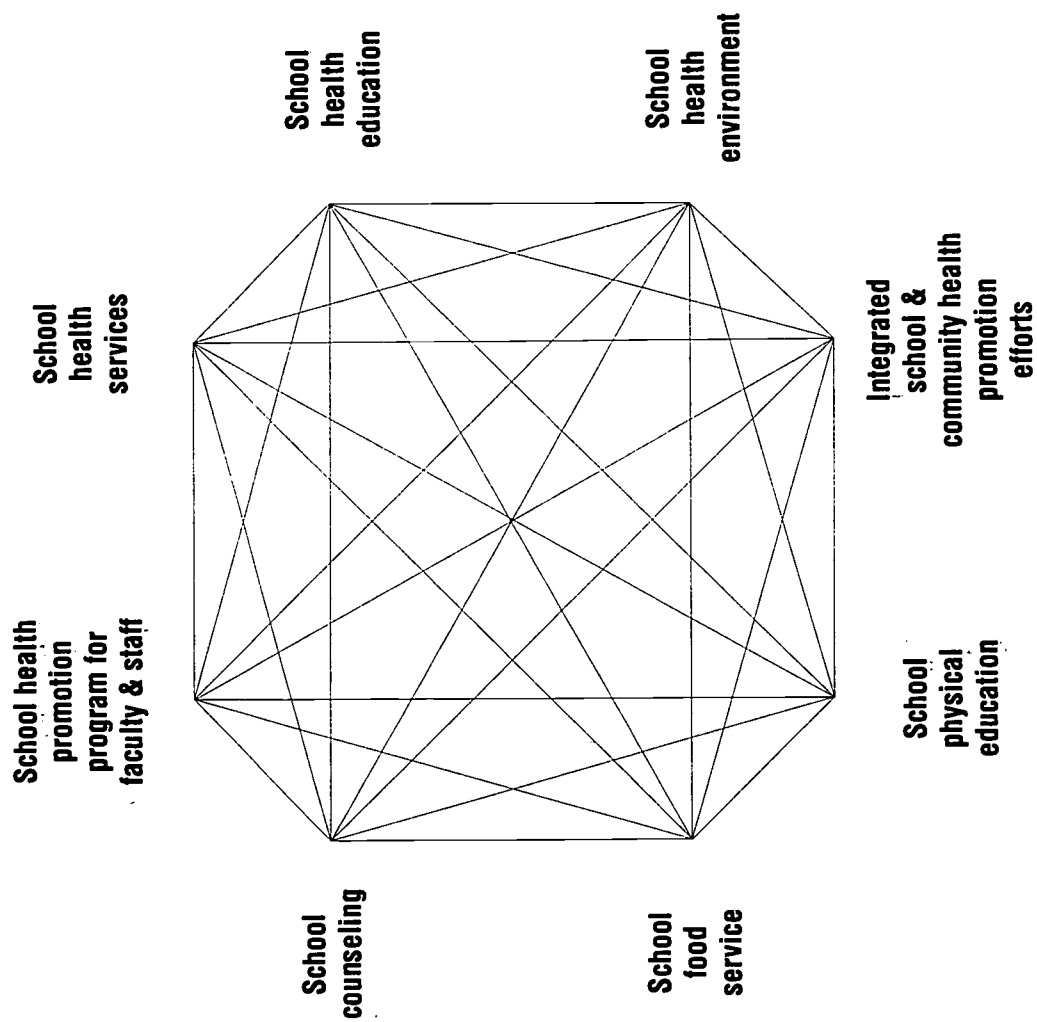 School health
promotion
program for
faculty & staff
School
health
services
School
counseling
School
health
education
School
food
service
School
health
environment
School
physical
education
Integrated
school &
community health
promotion
efforts